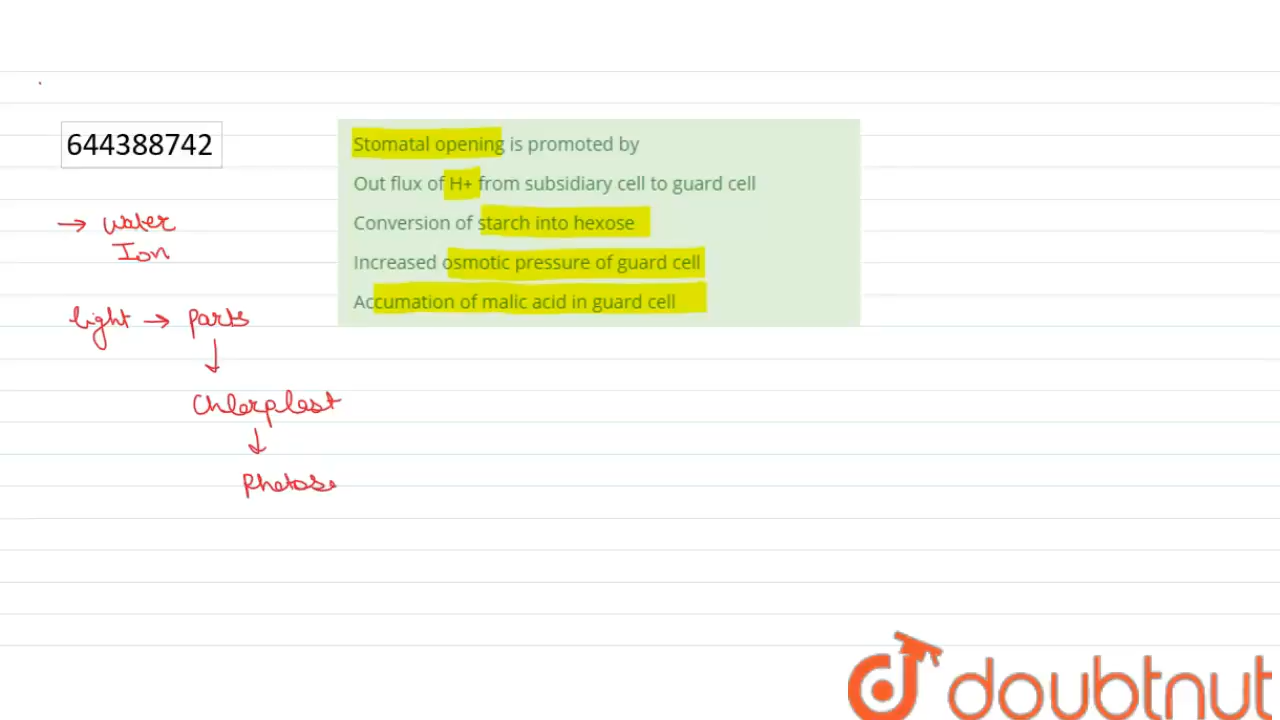 644388742
Stomatal opening is promoted by
Out flux of H+ from subsidiary cell to guard cell
Conversion of starch into hexose
Increased osmotic pressure of guard cell
Accumation of malic acid in guard cell
→ water
Ion
light → parts
↓
Chlorplast
↓
Photos
doubtnut